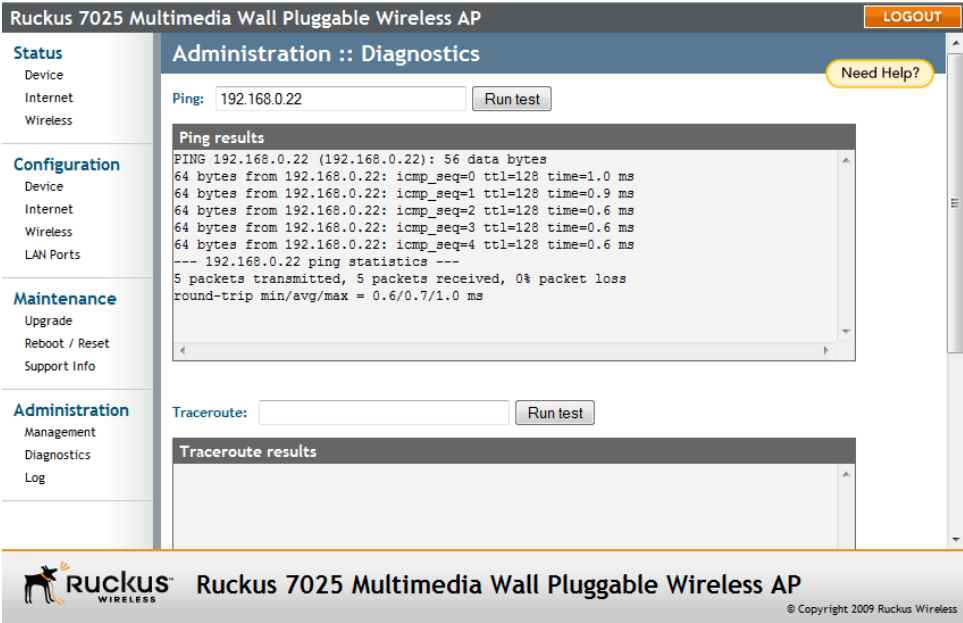 Ruckus 7025 Multimedia Wall Pluggable Wireless AP
LOGOUT
Status
Device
Internet
Wireless
Configuration
Device
Internet
Wireless
LAN Ports
Maintenance
Upgrade
Reboot / Reset
Support Info
Administration
Management
Diagnostics
Log
Administration :: Diagnostics
Need Help?
Ping: 192.168.0.22 Run test
Ping results
PING 192.168.0.22 (192.168.0.22): 56 data bytes
64 bytes from 192.168.0.22: icmp_seq=0 ttl=128 time=1.0 ms
64 bytes from 192.168.0.22: icmp_seq=1 ttl=128 time=0.9 ms
64 bytes from 192.168.0.22: icmp_seq=2 ttl=128 time=0.6 ms
64 bytes from 192.168.0.22: icmp_seq=3 ttl=128 time=0.6 ms
64 bytes from 192.168.0.22: icmp_seq=4 ttl=128 time=0.6 ms
--- 192.168.0.22 ping statistics ---
5 packets transmitted, 5 packets received, 0% packet loss
round-trip min/avg/max = 0.6/0.7/1.0 ms
Traceroute: Run test
Traceroute results
RUCKUS™
WIRELESS
Ruckus 7025 Multimedia Wall Pluggable Wireless AP
© Copyright 2009 Ruckus Wireless